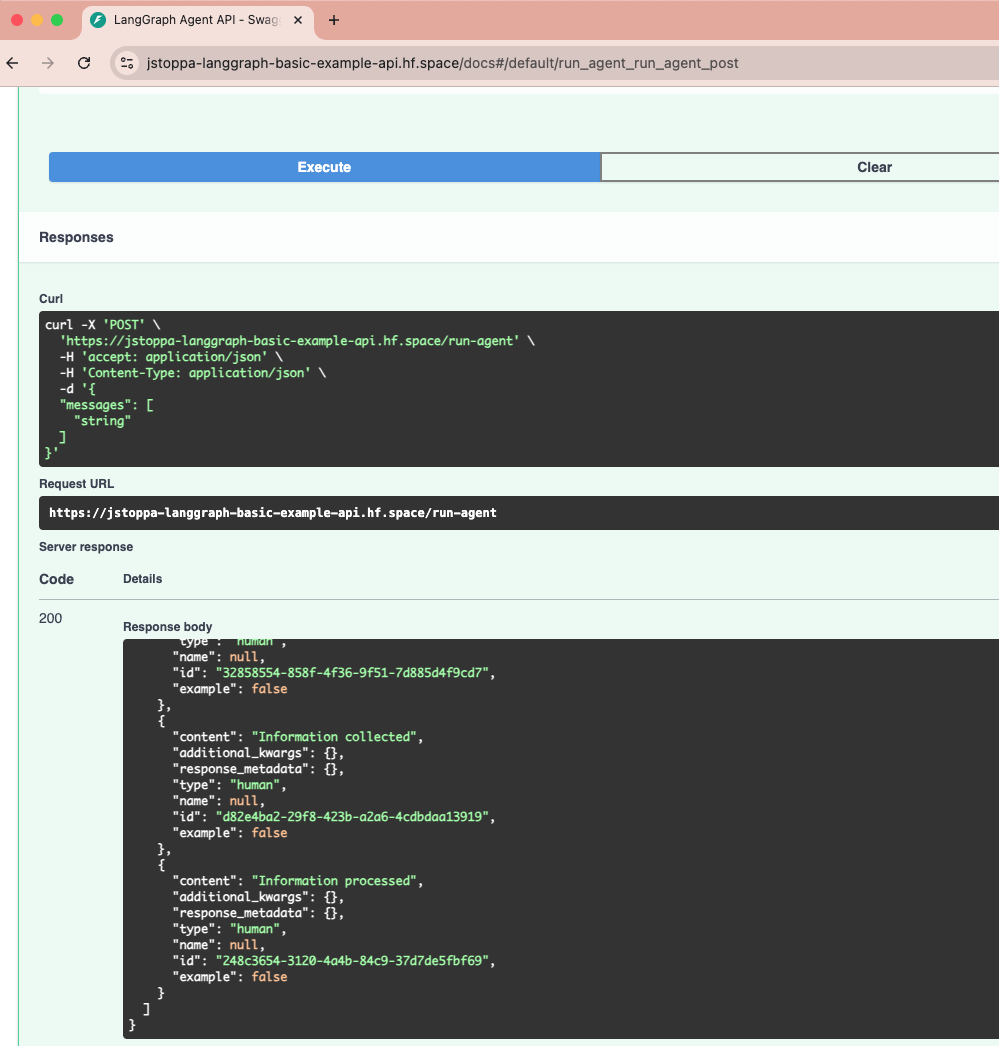 LangGraph Agent API - Swag
jstoppa-langgraph-basic-example-api.hf.space/docs#/default/run_agent_run_agent_post
Execute
Clear
Responses
Curl
curl -X 'POST' \
  'https://jstoppa-langgraph-basic-example-api.hf.space/run-agent' \
  -H 'accept: application/json' \
  -H 'Content-Type: application/json' \
  -d '{
  "messages": [
    "string"
  ]
}'
Request URL
https://jstoppa-langgraph-basic-example-api.hf.space/run-agent
Server response
Code Details
200
Response body
"type": "human",
"name": null,
"id": "32858554-858f-4f36-9f51-7d885d4f9cd7",
"example": false
},
{
"content": "Information collected",
"additional_kwargs": {},
"response_metadata": {},
"type": "human",
"name": null,
"id": "d82e4ba2-29f8-423b-a2a6-4cdbdaa13919",
"example": false
},
{
"content": "Information processed",
"additional_kwargs": {},
"response_metadata": {},
"type": "human",
"name": null,
"id": "248c3654-3120-4a4b-84c9-37d7de5fbf69",
"example": false
}
]
}